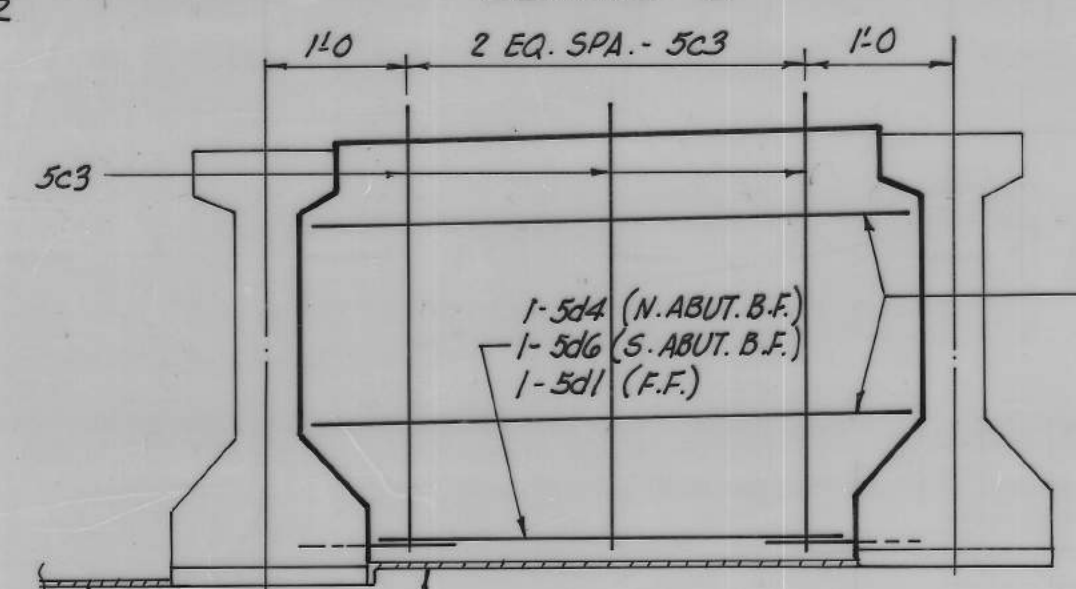 1'-0 2 EQ. SPA. - 5c3 1'-0
5c3
1-5d4 (N. ABUT. B.F.)
1-5d6 (S. ABUT. B.F.)
1-5d1 (F.F.)